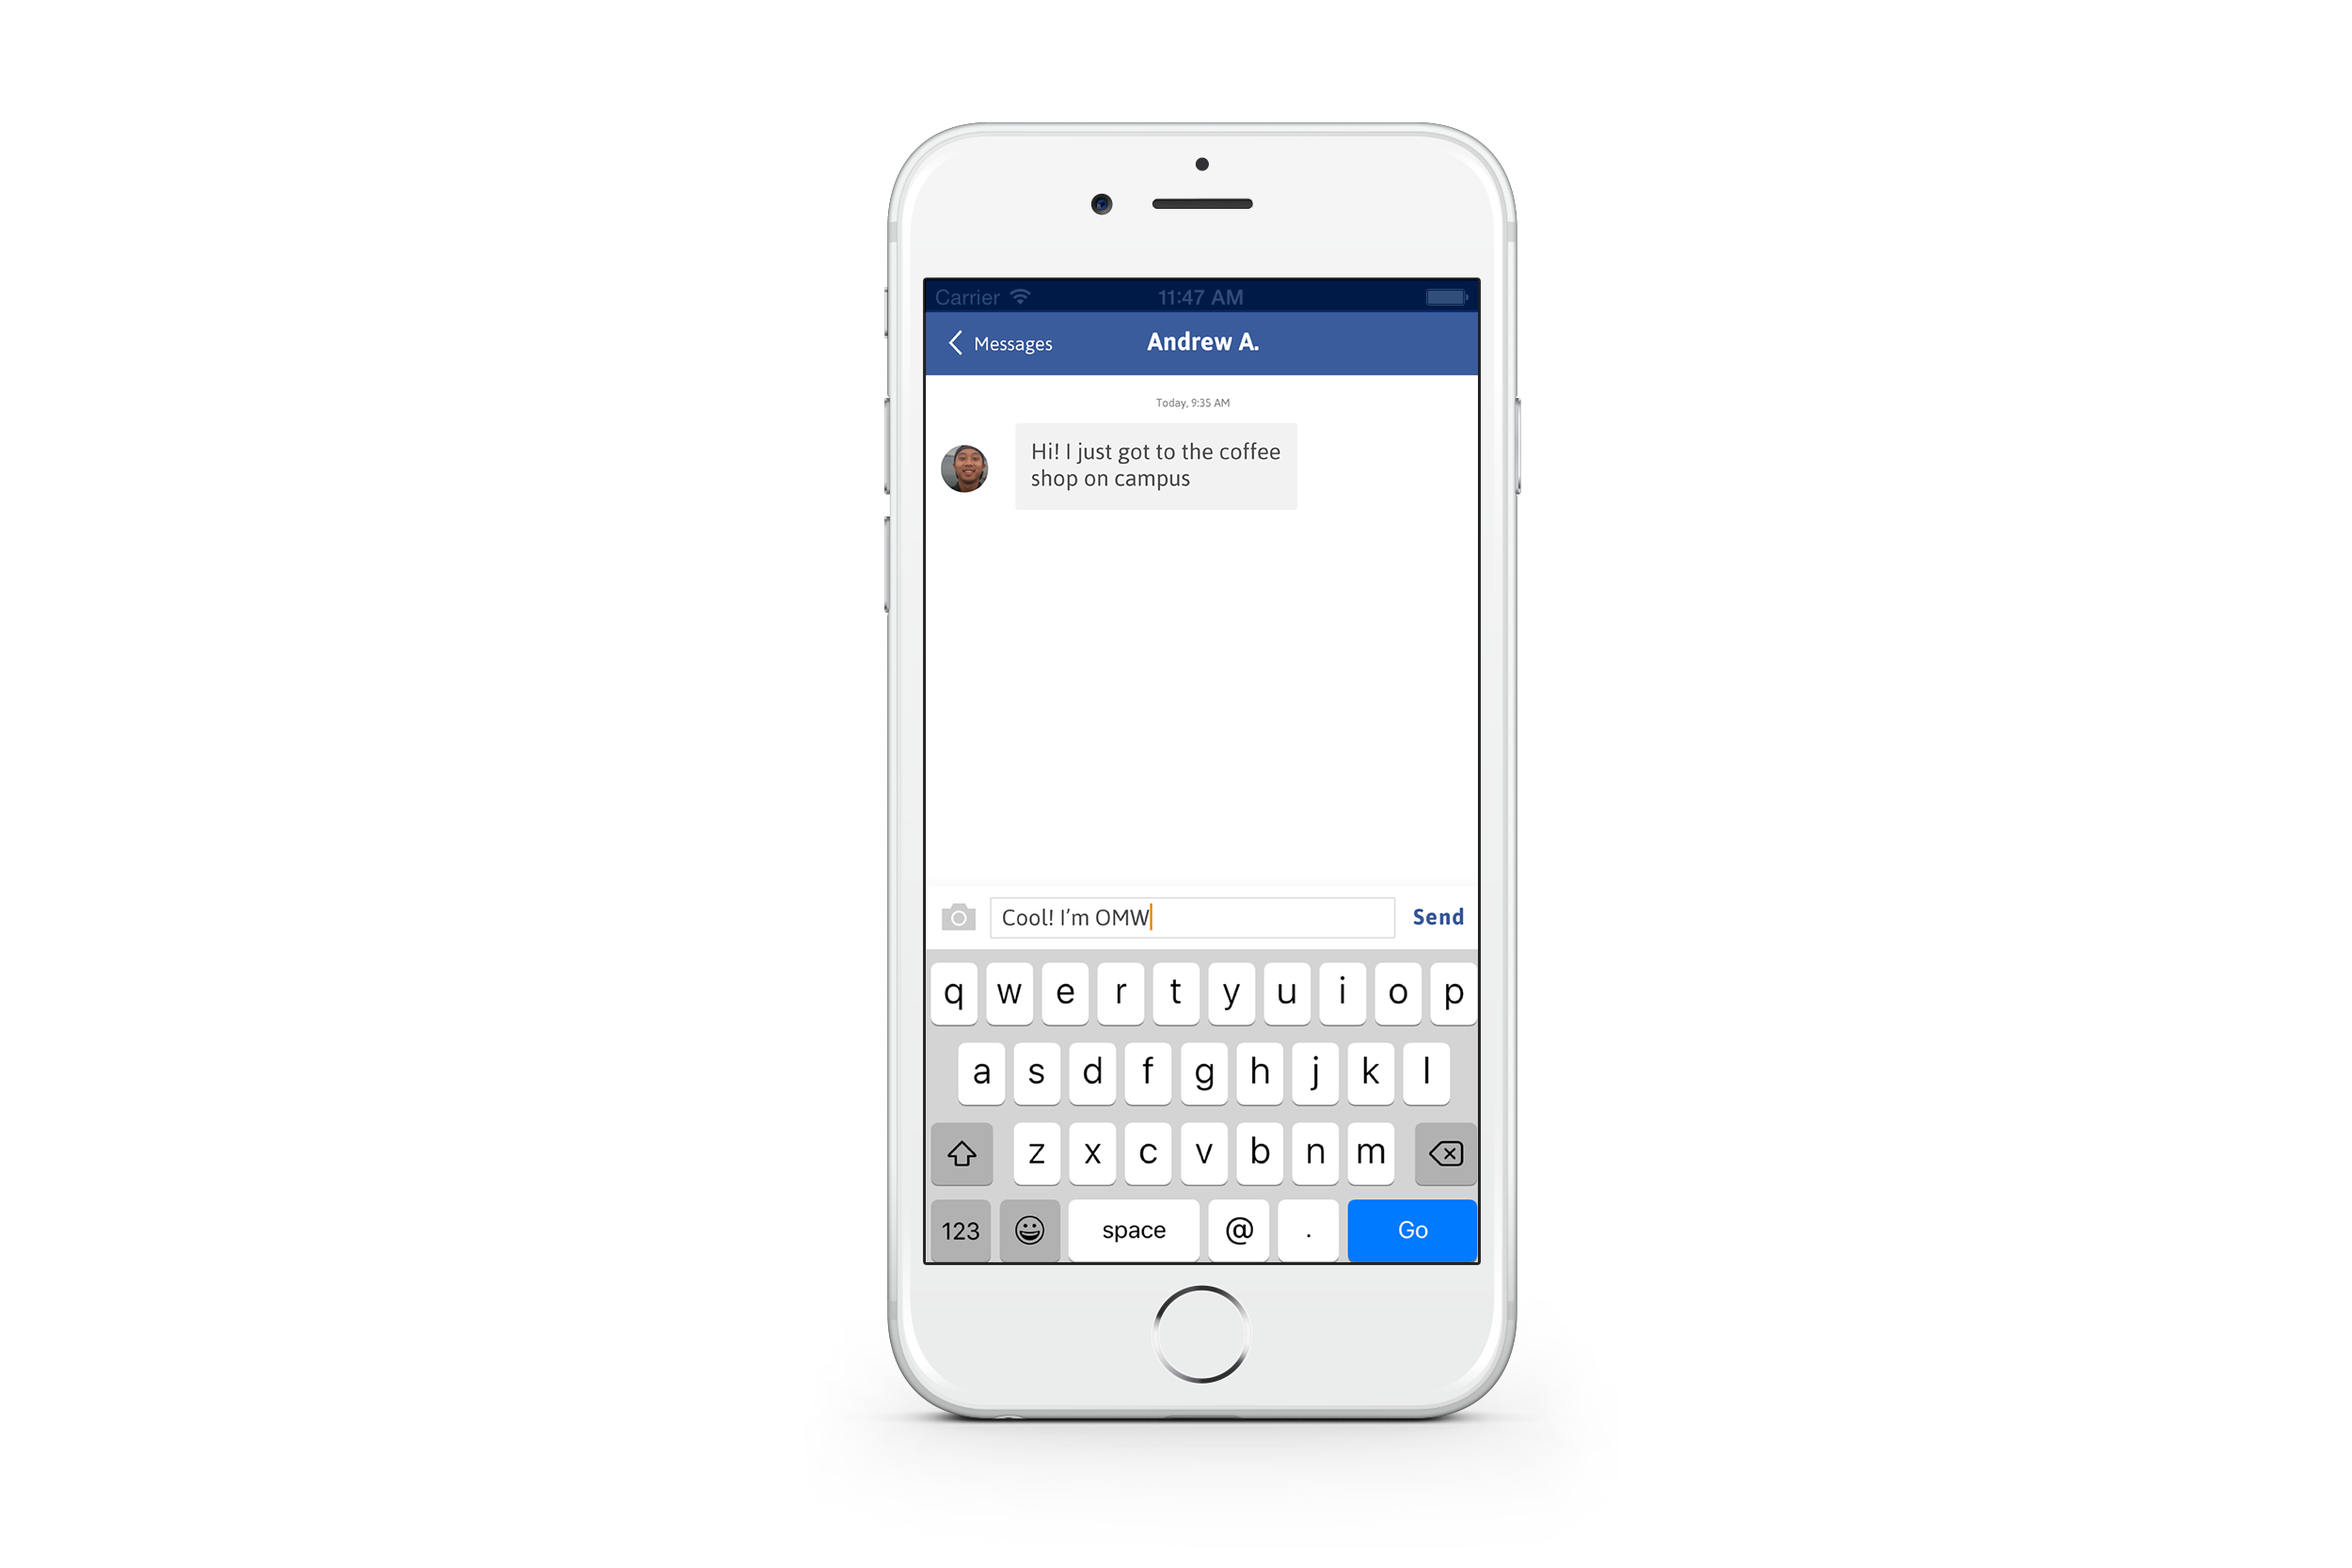 Carrier 11:47 AM
Messages Andrew A.
Today, 9:35 AM
Hi! I just got to the coffee
shop on campus
Cool! I’m OMW Send
q w e r t y u i o p
a s d f g h j k l
z x c v b n m
123 space @ . Go